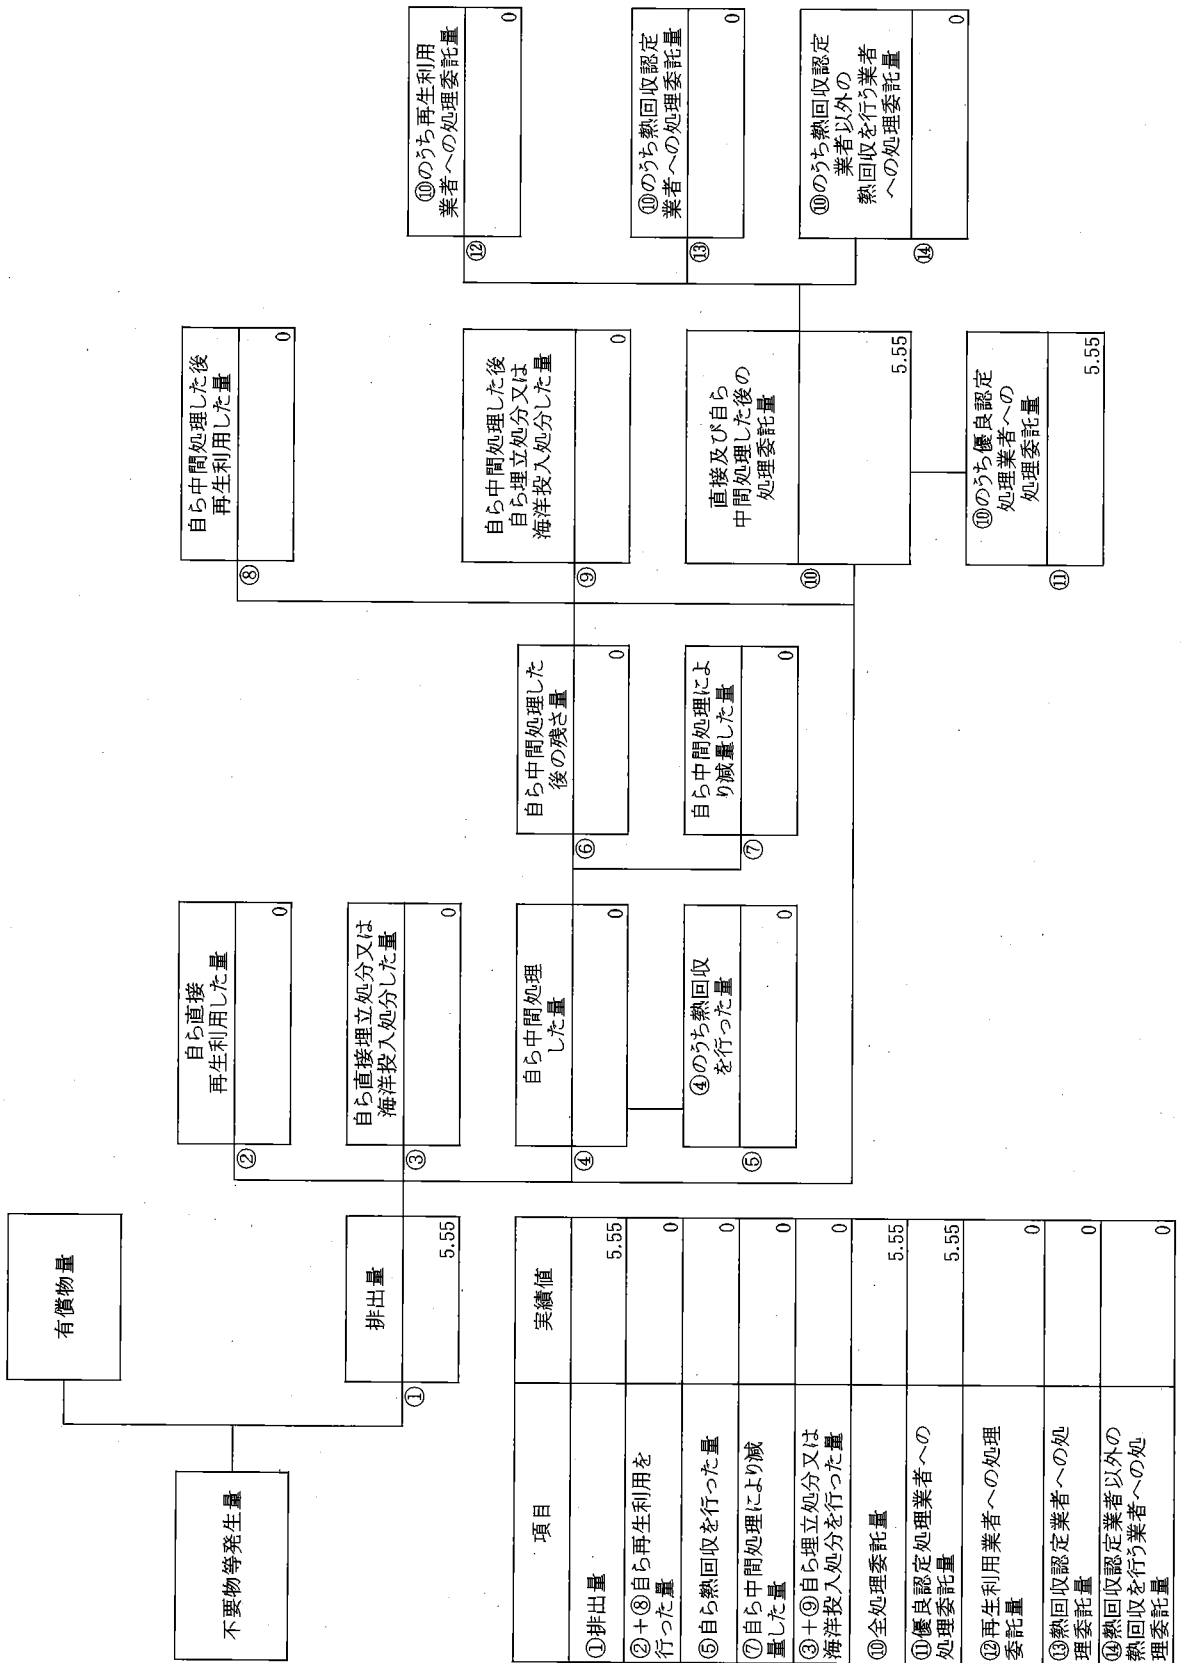 不要物等発生量
有償物量
①
排出量
5.55
②
自ら直接
再生利用した量
0
③
自ら直接埋立処分又は
海洋投入処分した量
0
④
自ら中間処理
した量
0
⑤
④のうち熱回収
を行った量
0
⑥
自ら中間処理した
後の残さ量
0
⑦
自ら中間処理によ
り減量した量
0
⑧
自ら中間処理した後
再生利用した量
0
⑨
自ら中間処理した後
自ら埋立処分又は
海洋投入処分した量
0
⑩
直接及び自ら
中間処理した後の
処理委託量
5.55
⑪
⑩のうち優良認定
処理業者への
処理委託量
5.55
⑫
⑩のうち再生利用
業者への処理委託量
0
⑬
⑩のうち熱回収認定
業者への処理委託量
0
⑭
⑩のうち熱回収認定
業者以外の
熱回収を行う業者
への処理委託量
0
項目 実績値
①排出量 5.55
②+⑧自ら再生利用を
行った量 0
⑤自ら熱回収を行った量 0
⑦自ら中間処理により減
量した量 0
③+⑨自ら埋立処分又は
海洋投入処分を行った量 0
⑩全処理委託量 5.55
⑪優良認定処理業者への
処理委託量 5.55
⑫再生利用業者への処理
委託量 0
⑬熱回収認定業者への処
理委託量 0
⑭熱回収認定業者以外の
熱回収を行う業者への処
理委託量 0